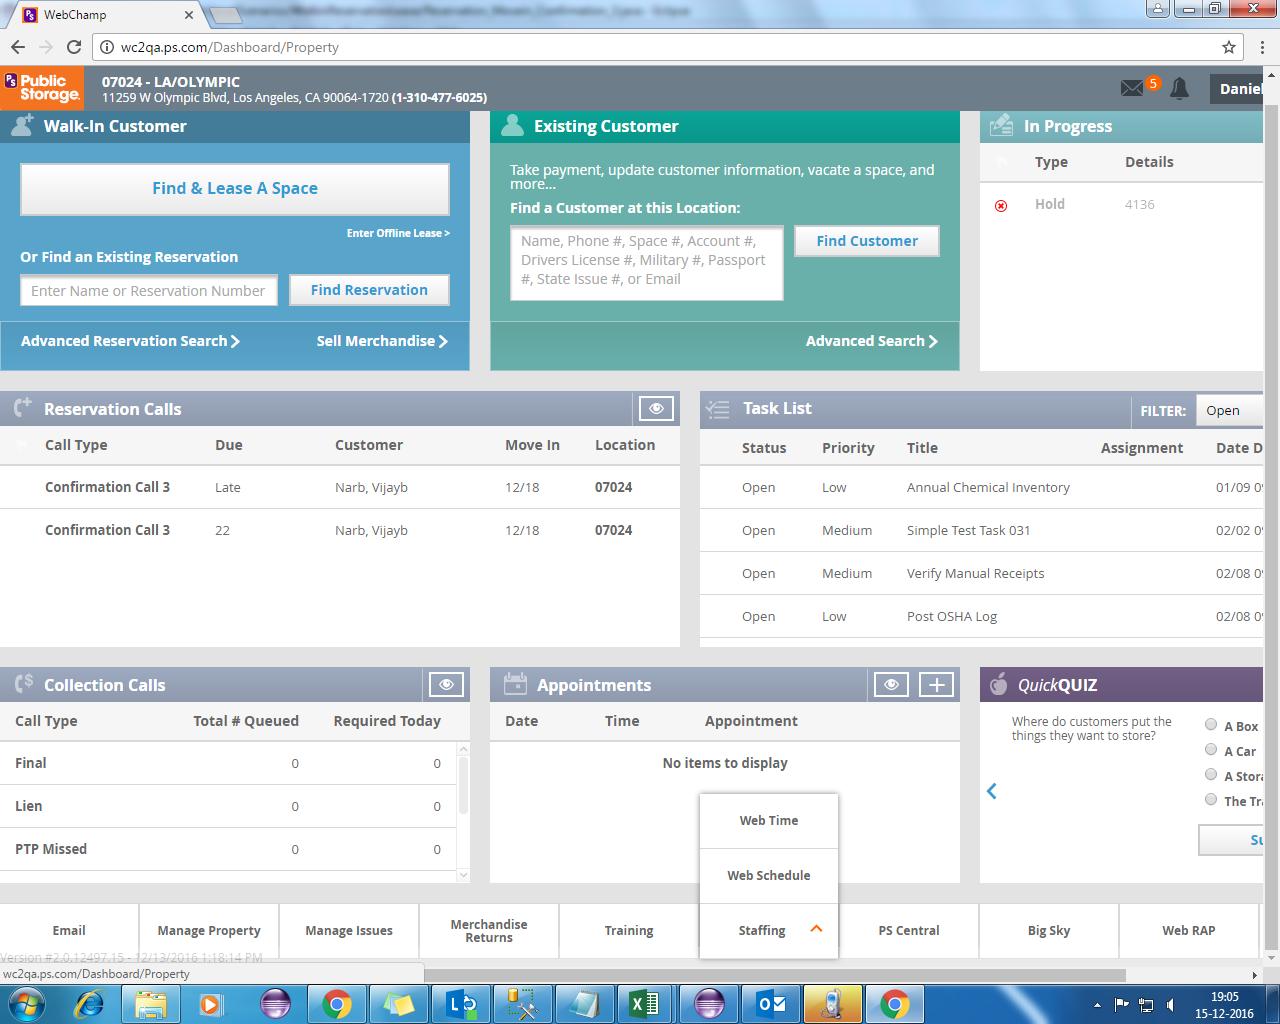 WebChamp
wc2qa.ps.com/Dashboard/Property
PS Public Storage.
07024 - LA/OLYMPIC
11259 W Olympic Blvd, Los Angeles, CA 90064-1720 (1-310-477-6025)
5
Daniel
Walk-In Customer
Find & Lease A Space
Enter Offline Lease >
Or Find an Existing Reservation
Enter Name or Reservation Number
Find Reservation
Advanced Reservation Search
Sell Merchandise
Existing Customer
Take payment, update customer information, vacate a space, and
more...
Find a Customer at this Location:
Name, Phone #, Space #, Account #,
Drivers License #, Military #, Passport
#, State Issue #, or Email
Find Customer
Advanced Search
In Progress
Type Details
Hold 4136
Reservation Calls
Call Type Due Customer Move In Location
Confirmation Call 3 Late Narb, Vijayb 12/18 07024
Confirmation Call 3 22 Narb, Vijayb 12/18 07024
Task List
FILTER: Open
Status Priority Title Assignment Date D
Open Low Annual Chemical Inventory 01/09 09
Open Medium Simple Test Task 031 02/02 09
Open Medium Verify Manual Receipts 02/08 09
Open Low Post OSHA Log 02/08 09
Collection Calls
Call Type Total # Queued Required Today
Final 0 0
Lien 0 0
PTP Missed 0 0
Appointments
Date Time Appointment
No items to display
QuickQUIZ
Where do customers put the
things they want to store?
A Box
A Car
A Stora
The Tra
Su
Web Time
Web Schedule
Staffing
Email
Manage Property
Manage Issues
Merchandise
Returns
Training
PS Central
Big Sky
Web RAP
Version #2.0.12497.15 - 12/13/2016 1:18:14 PM
wc2qa.ps.com/Dashboard/Property
19:05
15-12-2016